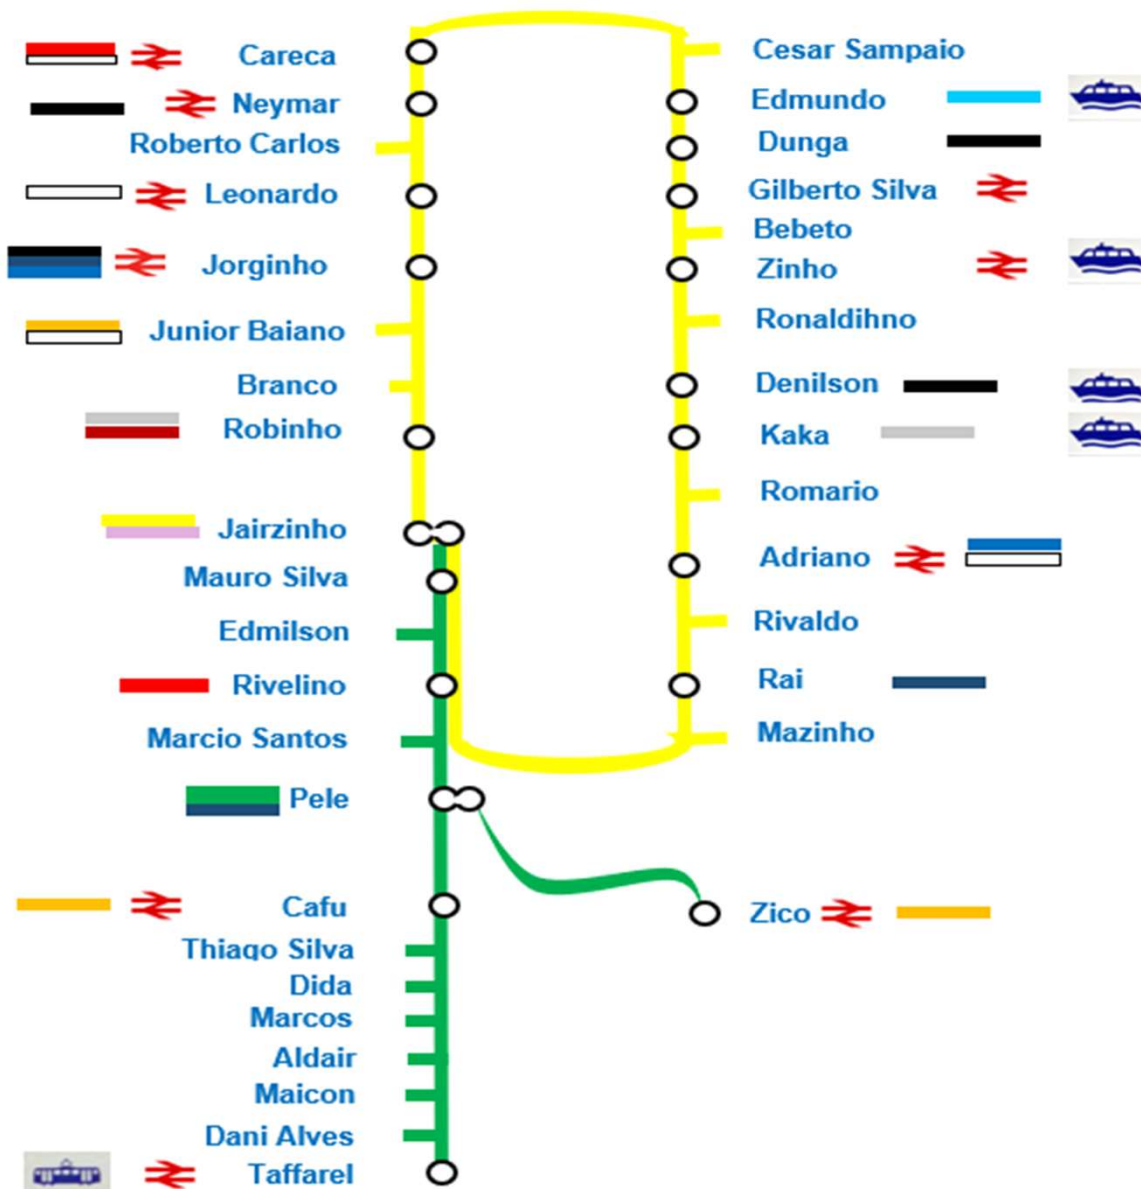 Careca
Neymar
Roberto Carlos
Leonardo
Jorginho
Junior Baiano
Branco
Robinho
Jairzinho
Mauro Silva
Edmilson
Rivelino
Marcio Santos
Pele
Cafu
Thiago Silva
Dida
Marcos
Aldair
Maicon
Dani Alves
Taffarel
Cesar Sampaio
Edmundo
Dunga
Gilberto Silva
Bebeto
Zinho
Ronaldihno
Denilson
Kaka
Romario
Adriano
Rivaldo
Rai
Mazinho
Zico